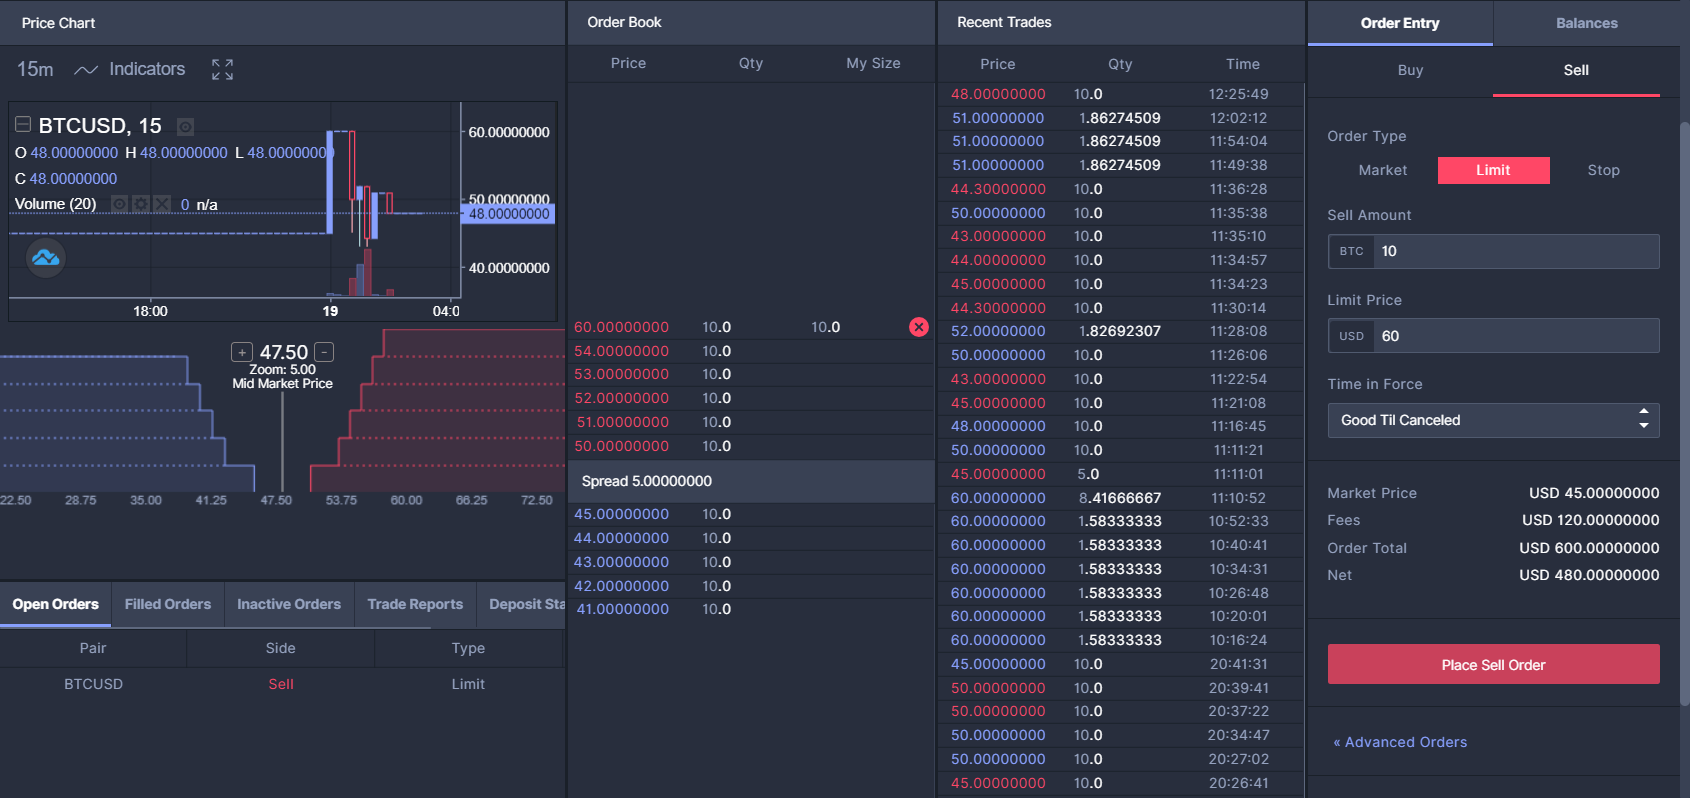 Price Chart
15m Indicators
BTCUSD, 15
O 48.00000000 H 48.00000000 L 48.00000000
C 48.00000000
Volume (20) 0 n/a
60.00000000
50.00000000
48.00000000
40.00000000
18:00 19 04:0
+ 47.50 -
Zoom: 5.00
Mid Market Price
22.50 28.75 35.00 41.25 47.50 53.75 60.00 66.25 72.50
Open Orders Filled Orders Inactive Orders Trade Reports Deposit Sta
Pair Side Type
BTCUSD Sell Limit
Order Book
Price Qty My Size
60.00000000 10.0 10.0
54.00000000 10.0
53.00000000 10.0
52.00000000 10.0
51.00000000 10.0
50.00000000 10.0
Spread 5.00000000
45.00000000 10.0
44.00000000 10.0
43.00000000 10.0
42.00000000 10.0
41.00000000 10.0
Recent Trades
Price Qty Time
48.00000000 10.0 12:25:49
51.00000000 1.86274509 12:02:12
51.00000000 1.86274509 11:54:04
51.00000000 1.86274509 11:49:38
44.30000000 10.0 11:36:28
50.00000000 10.0 11:35:38
43.00000000 10.0 11:35:10
44.00000000 10.0 11:34:57
45.00000000 10.0 11:34:23
44.30000000 10.0 11:30:14
52.00000000 1.82692307 11:28:08
50.00000000 10.0 11:26:06
43.00000000 10.0 11:22:54
45.00000000 10.0 11:21:08
48.00000000 10.0 11:16:45
50.00000000 10.0 11:11:21
45.00000000 5.0 11:11:01
60.00000000 8.41666667 11:10:52
60.00000000 1.58333333 10:52:33
60.00000000 1.58333333 10:40:41
60.00000000 1.58333333 10:34:31
60.00000000 1.58333333 10:26:48
60.00000000 1.58333333 10:20:01
60.00000000 1.58333333 10:16:24
45.00000000 10.0 20:41:31
50.00000000 10.0 20:39:41
50.00000000 10.0 20:37:22
50.00000000 10.0 20:34:47
50.00000000 10.0 20:27:02
45.00000000 10.0 20:26:41
Order Entry Balances
Buy Sell
Order Type
Market Limit Stop
Sell Amount
BTC 10
Limit Price
USD 60
Time in Force
Good Til Canceled
Market Price USD 45.00000000
Fees USD 120.00000000
Order Total USD 600.00000000
Net USD 480.00000000
Place Sell Order
« Advanced Orders